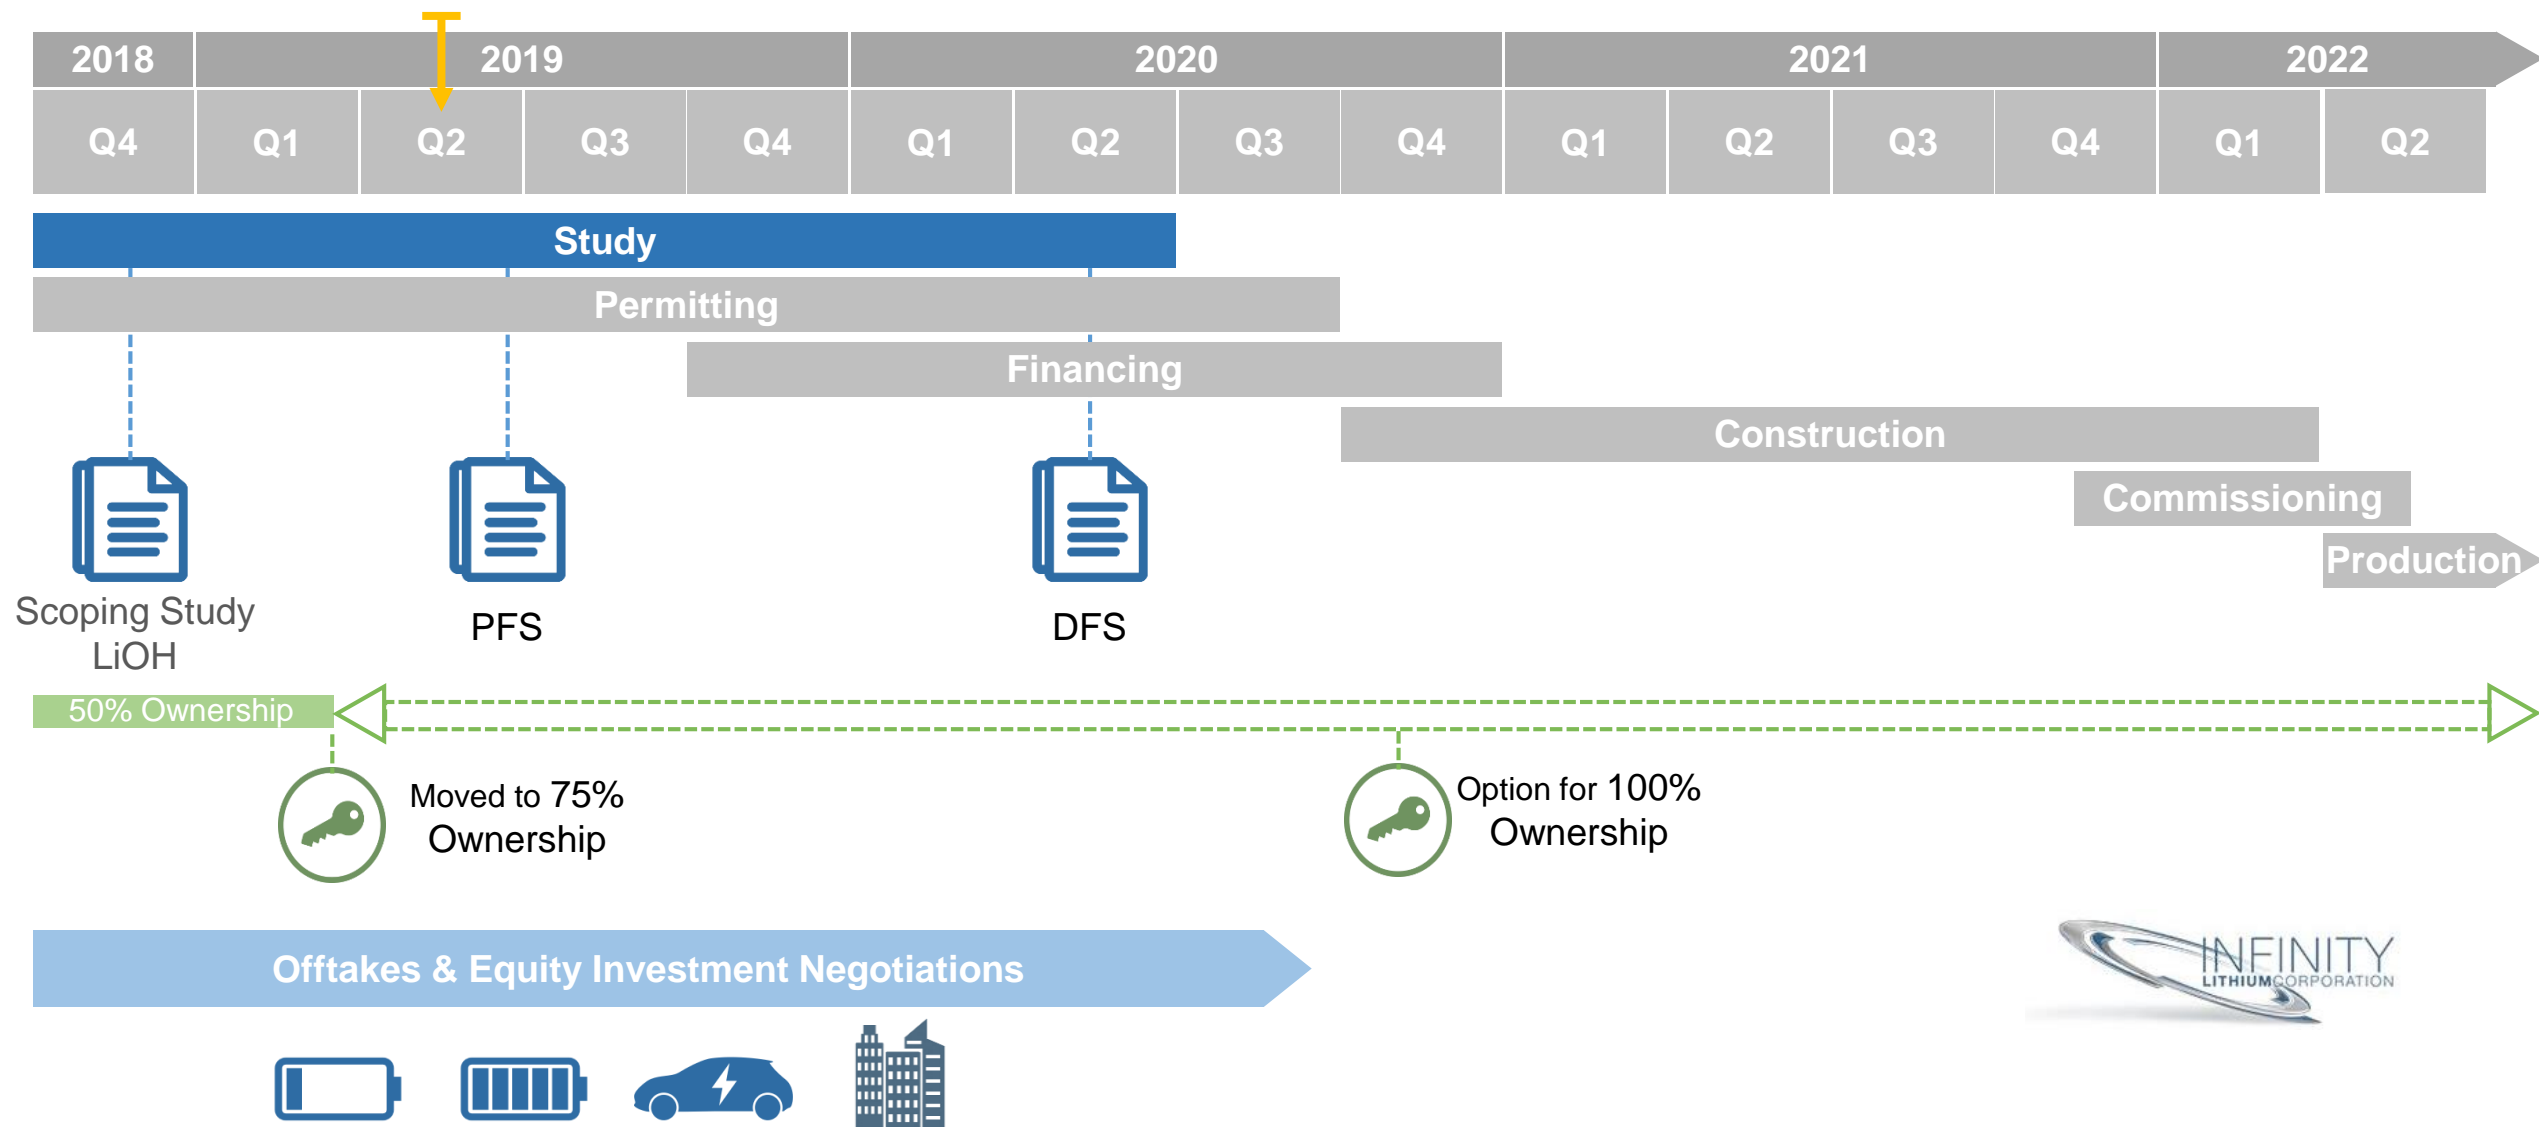 2018 2019 2020 2021 2022
Q4 Q1 Q2 Q3 Q4 Q1 Q2 Q3 Q4 Q1 Q2 Q3 Q4 Q1 Q2
Study
Permitting
Financing
Construction
Commissioning
Production
Scoping Study
LiOH
PFS
DFS
50% Ownership
Moved to 75%
Ownership
Option for 100%
Ownership
Offtakes & Equity Investment Negotiations
INFINITY
LITHIUMCORPORATION